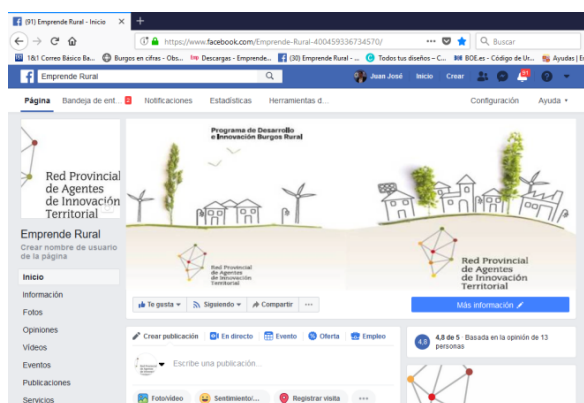 (91) Emprende Rural - Inicio
https://www.facebook.com/Emprende-Rural-400459336734570/
Buscar
1&1 Correo Básico Ba...
Burgos en cifras - Obs...
Descargas - Emprende...
(30) Emprende Rural - ...
Todos tus diseños – C...
BOE.es - Código de Ur...
Ayudas | E
Emprende Rural
Juan José
Inicio
Crear
91
Página
Bandeja de ent...
Notificaciones
Estadísticas
Herramientas d...
Configuración
Ayuda
Red Provincial
de Agentes
de Innovación
Territorial
Emprende Rural
Crear nombre de usuario
de la página
Inicio
Información
Fotos
Opiniones
Vídeos
Eventos
Publicaciones
Servicios
Programa de Desarrollo
e Innovación Burgos Rural
Red Provincial
de Agentes
de Innovación
Territorial
Red Provincial
de Agentes
de Innovación
Territorial
Te gusta
Siguiendo
Compartir
Más información
Crear publicación
En directo
Evento
Oferta
Empleo
Escribe una publicación...
Foto/vídeo
Sentimiento/...
Registrar visita
4,8
4,8 de 5 · Basada en la opinión de 13
personas